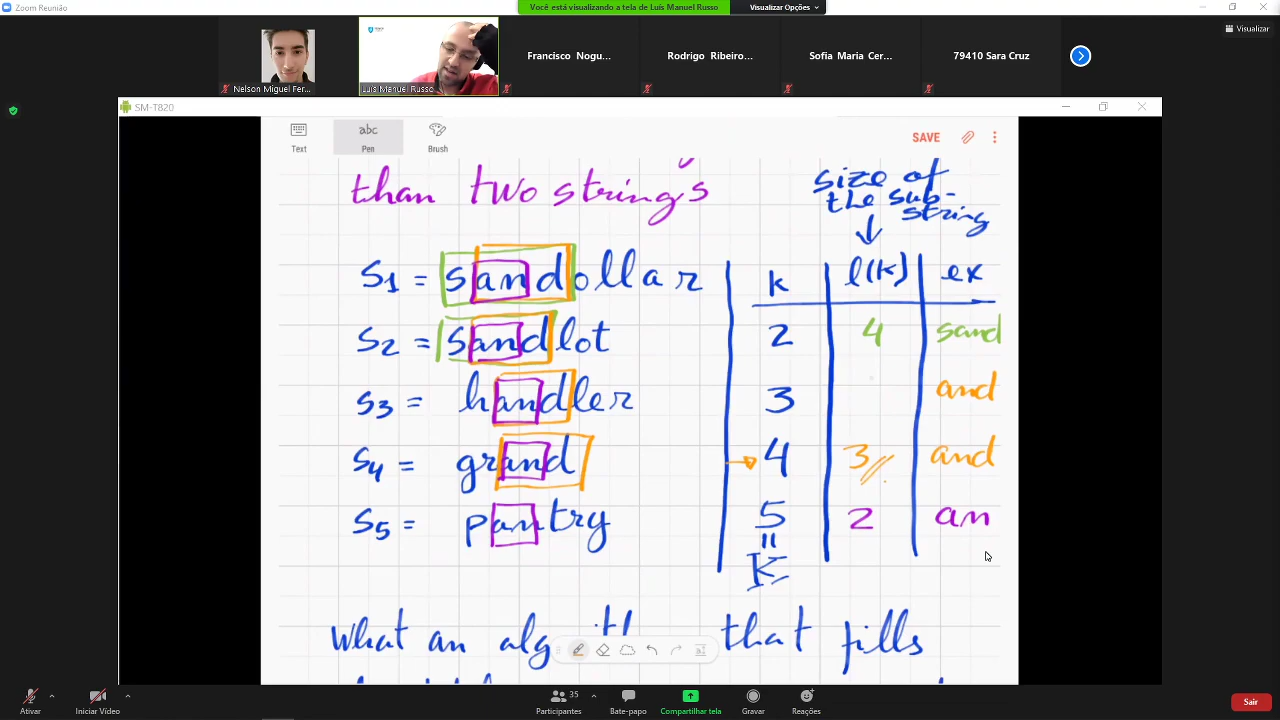 Zoom Reunião
Você está visualizando a tela de Luís Manuel Russo
Visualizar Opções
Visualizar
Luís Manuel Russo
Nelson Miguel Fer...
Francisco Nogu...
Rodrigo Ribeiro...
Sofia Maria Cer...
79410 Sara Cruz
SM-T820
Text
abc
Pen
Brush
SAVE
than two strings
size of
the sub-
string
S1 = sandollar
S2 = sandlot
S3 = handler
S4 = grand
S5 = pantry
k l(k) ex
2 4 sand
3 and
4 3 and
5 2 an
=
K
What an that fills
Ativar
Iniciar Vídeo
35
Participantes
Bate-papo
Compartilhar tela
Gravar
Reações
Sair